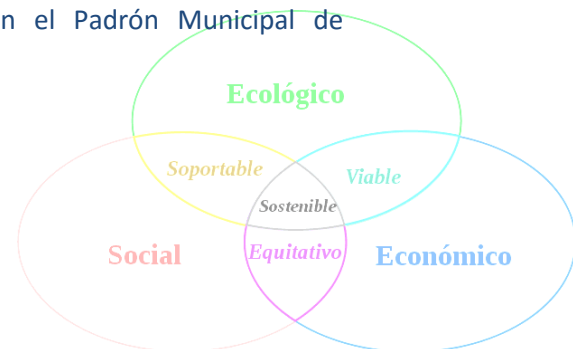 n el Padrón Municipal de
Ecológico
Soportable
Viable
Sostenible
Social
Equitativo
Económico